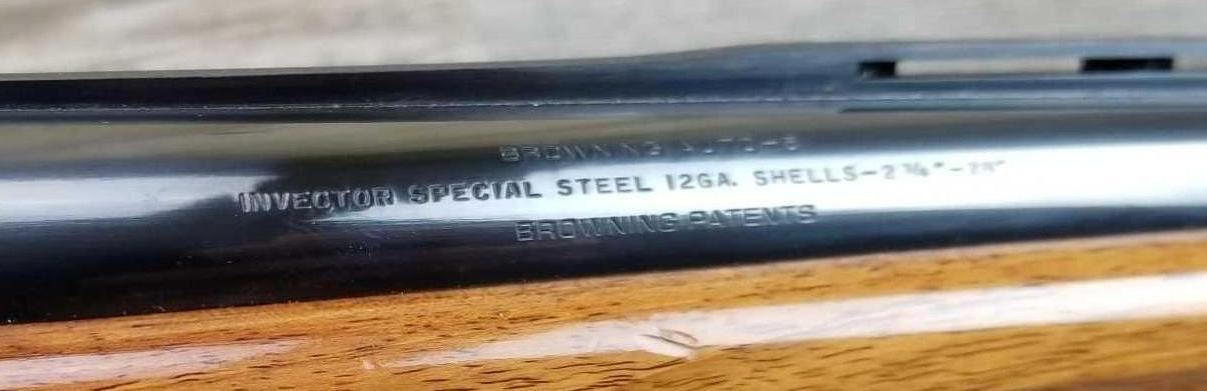 BROWNING AUTO-5
INVECTOR SPECIAL STEEL 12GA. SHELLS-2 ¾"-
BROWNING PATENTS